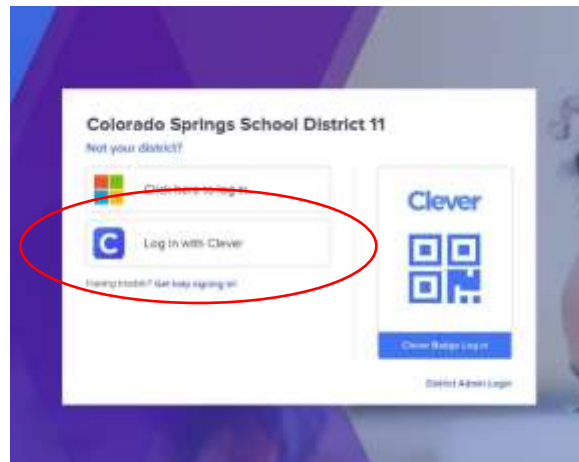 Colorado Springs School District 11
Not your district?
Click here to log in
Log in with Clever
Having trouble? Get help signing in!
Clever
Clever Badge Log in
District Admin Login